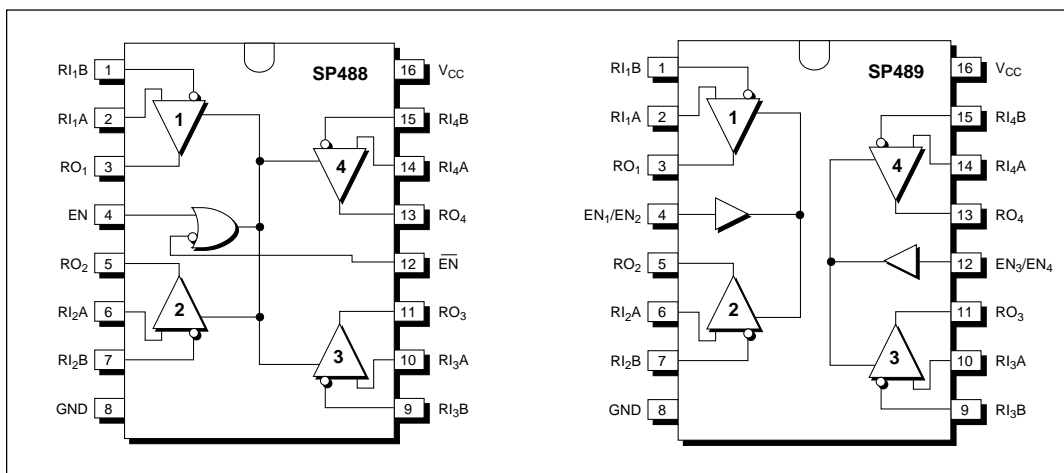 SP488
RI1B 1
RI1A 2
RO1 3
EN 4
RO2 5
RI2A 6
RI2B 7
GND 8
16 VCC
15 RI4B
14 RI4A
13 RO4
12 E̅N̅
11 RO3
10 RI3A
9 RI3B
1
4
2
3
SP489
RI1B 1
RI1A 2
RO1 3
EN1/EN2 4
RO2 5
RI2A 6
RI2B 7
GND 8
16 VCC
15 RI4B
14 RI4A
13 RO4
12 EN3/EN4
11 RO3
10 RI3A
9 RI3B
1
4
2
3